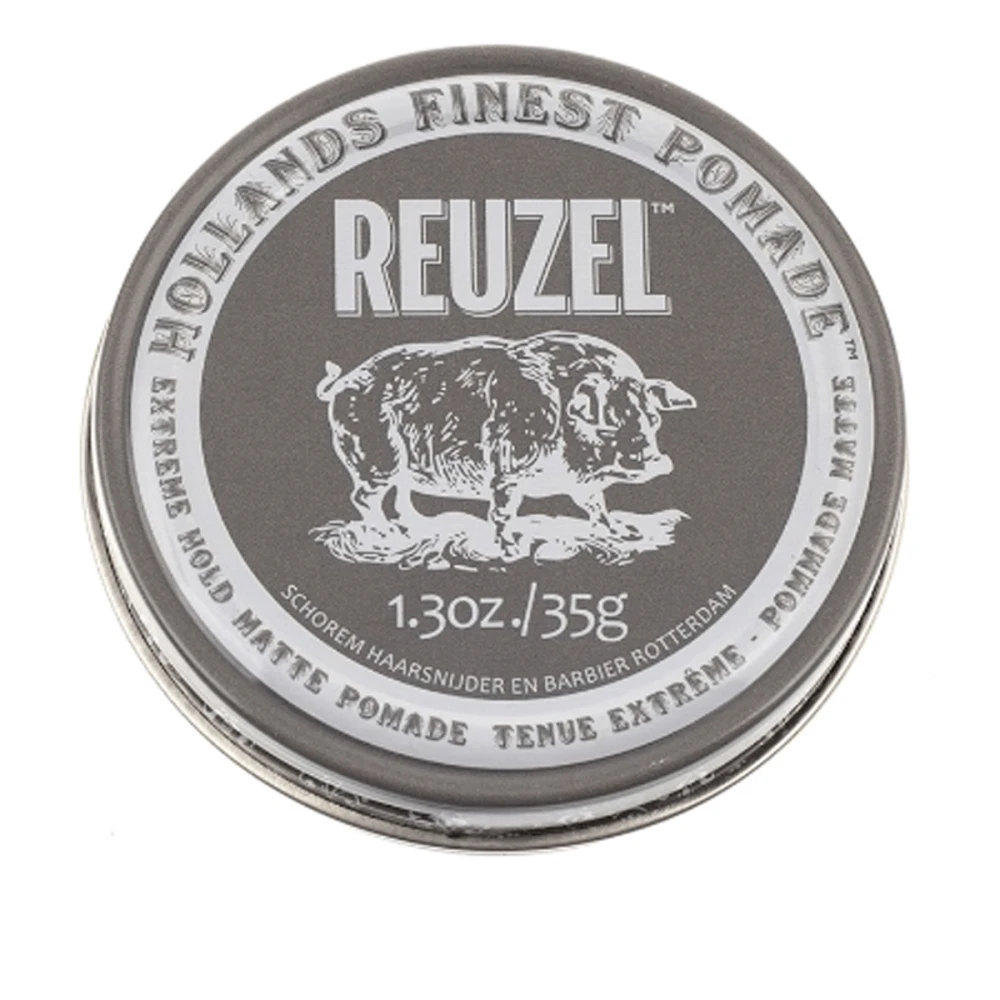 HOLLANDS FINEST POMADE™
REUZEL™
1.3oz./35g
SCHOREM HAARSNIJDER EN BARBIER ROTTERDAM
EXTREME HOLD MATTE POMADE
TENUE EXTRÊME - POMMADE MATTE